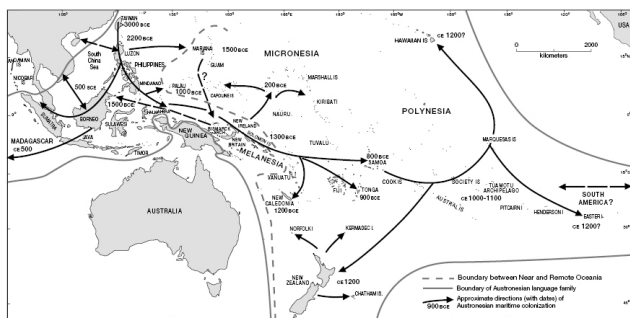 TAIWAN
>3000 BCE
2200 BCE
LUZON
South
China
Sea
PHILIPPINES
MARIANA IS
1500 BCE
GUAM
MICRONESIA
HAWAIIAN IS
CE 1200?
USA
0 2000
kilometers
ANDAMAN IS
NICOBAR IS
500 BCE
MINDANAO
PALAU
1000 BCE
?
CAROLINE IS
200 BCE
MARSHALL IS
KIRIBATI
1500 BCE
SUMATRA
BORNEO
SULAWESI
HALMAHERA
NAURU
POLYNESIA
MADAGASCAR
CE 500
JAVA
TIMOR
NEW
GUINEA
BISMARCK IS
NEW
IRELAND
NEW
BRITAIN
SOLOMON IS
1300 BCE
MELANESIA
TUVALU
MARQUESAS IS
800 BCE
SAMOA
VANUATU
FIJI
TONGA
900 BCE
COOK IS
SOCIETY IS
TUAMOTU
ARCHIPELAGO
CE 1000-1100
AUSTRAL IS
PITCAIRN I
HENDERSON I
EASTER I
CE 1200?
SOUTH
AMERICA?
NEW
CALEDONIA
1200 BCE
AUSTRALIA
NORFOLK I
KERMADEC I.
NEW
ZEALAND
CE 1200
CHATHAM IS.
Boundary between Near and Remote Oceania
Boundary of Austronesian language family
900 BCE
Approximate directions (with dates) of
Austronesian maritime colonization